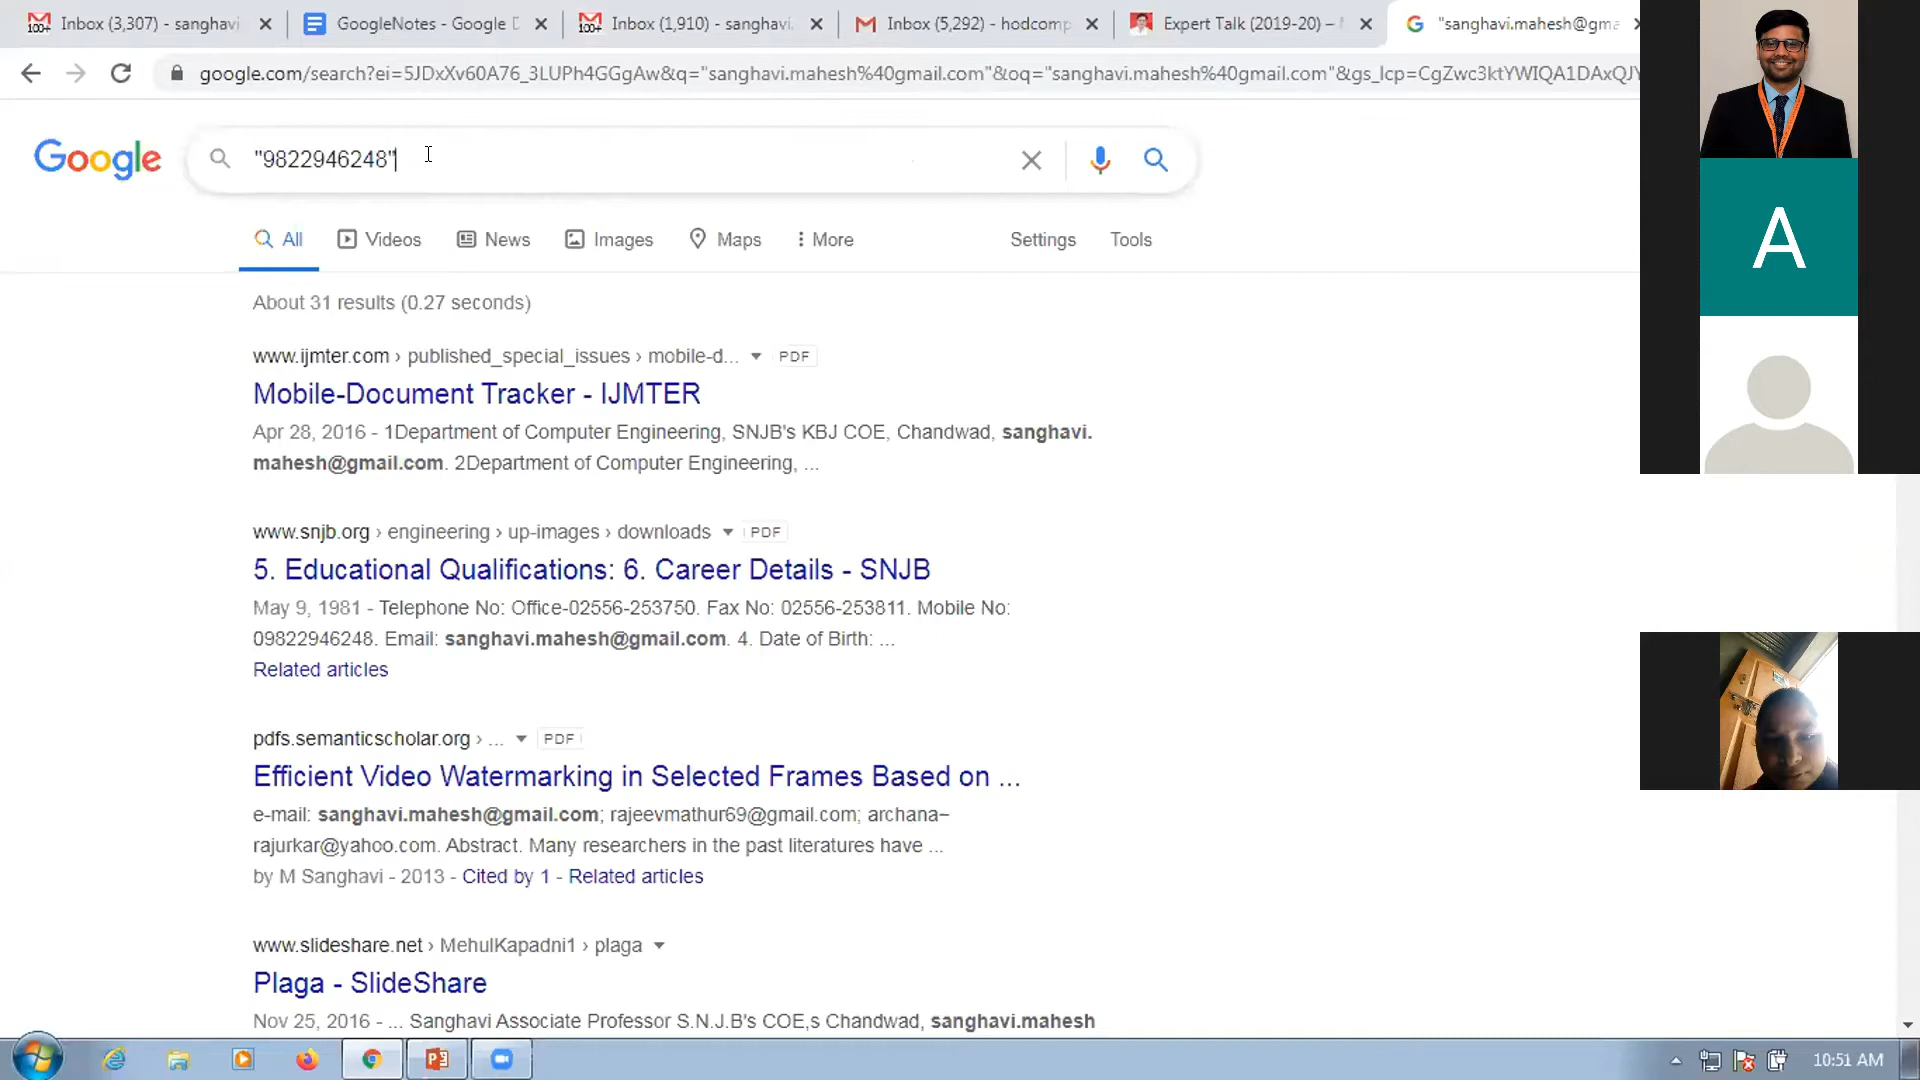 100+ Inbox (3,307) - sanghavi
GoogleNotes - Google D
100+ Inbox (1,910) - sanghavi.
Inbox (5,292) - hodcomp
Expert Talk (2019-20) –
"sanghavi.mahesh@gma
google.com/search?ei=5JDxXv60A76_3LUPh4GGgAw&q="sanghavi.mahesh%40gmail.com"&oq="sanghavi.mahesh%40gmail.com"&gs_lcp=CgZwc3ktYWIQA1DAxQJY
Google
"9822946248"
All
Videos
News
Images
Maps
More
Settings
Tools
About 31 results (0.27 seconds)
www.ijmter.com › published_special_issues › mobile-d... PDF
Mobile-Document Tracker - IJMTER
Apr 28, 2016 - 1Department of Computer Engineering, SNJB's KBJ COE, Chandwad, sanghavi.
mahesh@gmail.com. 2Department of Computer Engineering, ...
www.snjb.org › engineering › up-images › downloads PDF
5. Educational Qualifications: 6. Career Details - SNJB
May 9, 1981 - Telephone No: Office-02556-253750. Fax No: 02556-253811. Mobile No:
09822946248. Email: sanghavi.mahesh@gmail.com. 4. Date of Birth: ...
Related articles
pdfs.semanticscholar.org › ... PDF
Efficient Video Watermarking in Selected Frames Based on ...
e-mail: sanghavi.mahesh@gmail.com; rajeevmathur69@gmail.com; archana–
rajurkar@yahoo.com. Abstract. Many researchers in the past literatures have ...
by M Sanghavi - 2013 - Cited by 1 - Related articles
www.slideshare.net › MehulKapadni1 › plaga
Plaga - SlideShare
Nov 25, 2016 - ... Sanghavi Associate Professor S.N.J.B's COE,s Chandwad, sanghavi.mahesh
A
10:51 AM